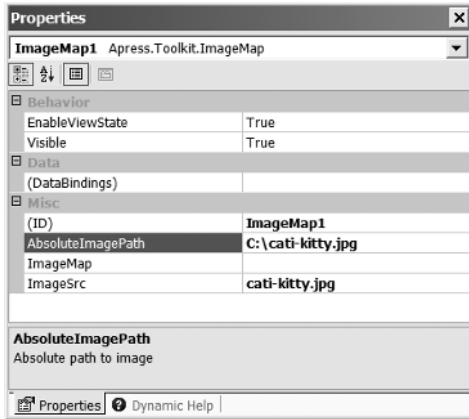 Properties
ImageMap1 Apress.Toolkit.ImageMap
Behavior
EnableViewState True
Visible True
Data
(DataBindings)
Misc
(ID) ImageMap1
AbsoluteImagePath C:\cati-kitty.jpg
ImageMap
ImageSrc cati-kitty.jpg
AbsoluteImagePath
Absolute path to image
Properties Dynamic Help